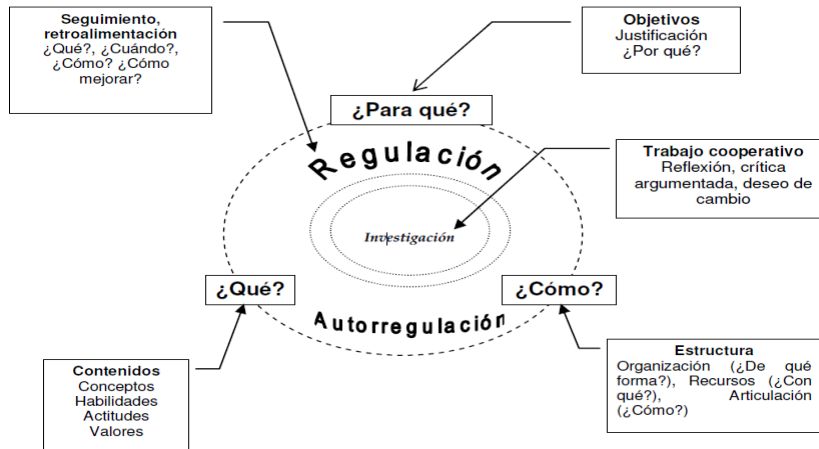 Seguimiento,
retroalimentación
¿Qué?, ¿Cuándo?,
¿Cómo? ¿Cómo
mejorar?
Objetivos
Justificación
¿Por qué?
¿Para qué?
Regulación
Trabajo cooperativo
Reflexión, crítica
argumentada, deseo de
cambio
Investigación
¿Qué?
¿Cómo?
Autorregulación
Contenidos
Conceptos
Habilidades
Actitudes
Valores
Estructura
Organización (¿De qué
forma?), Recursos (¿Con
qué?), Articulación
(¿Cómo?)